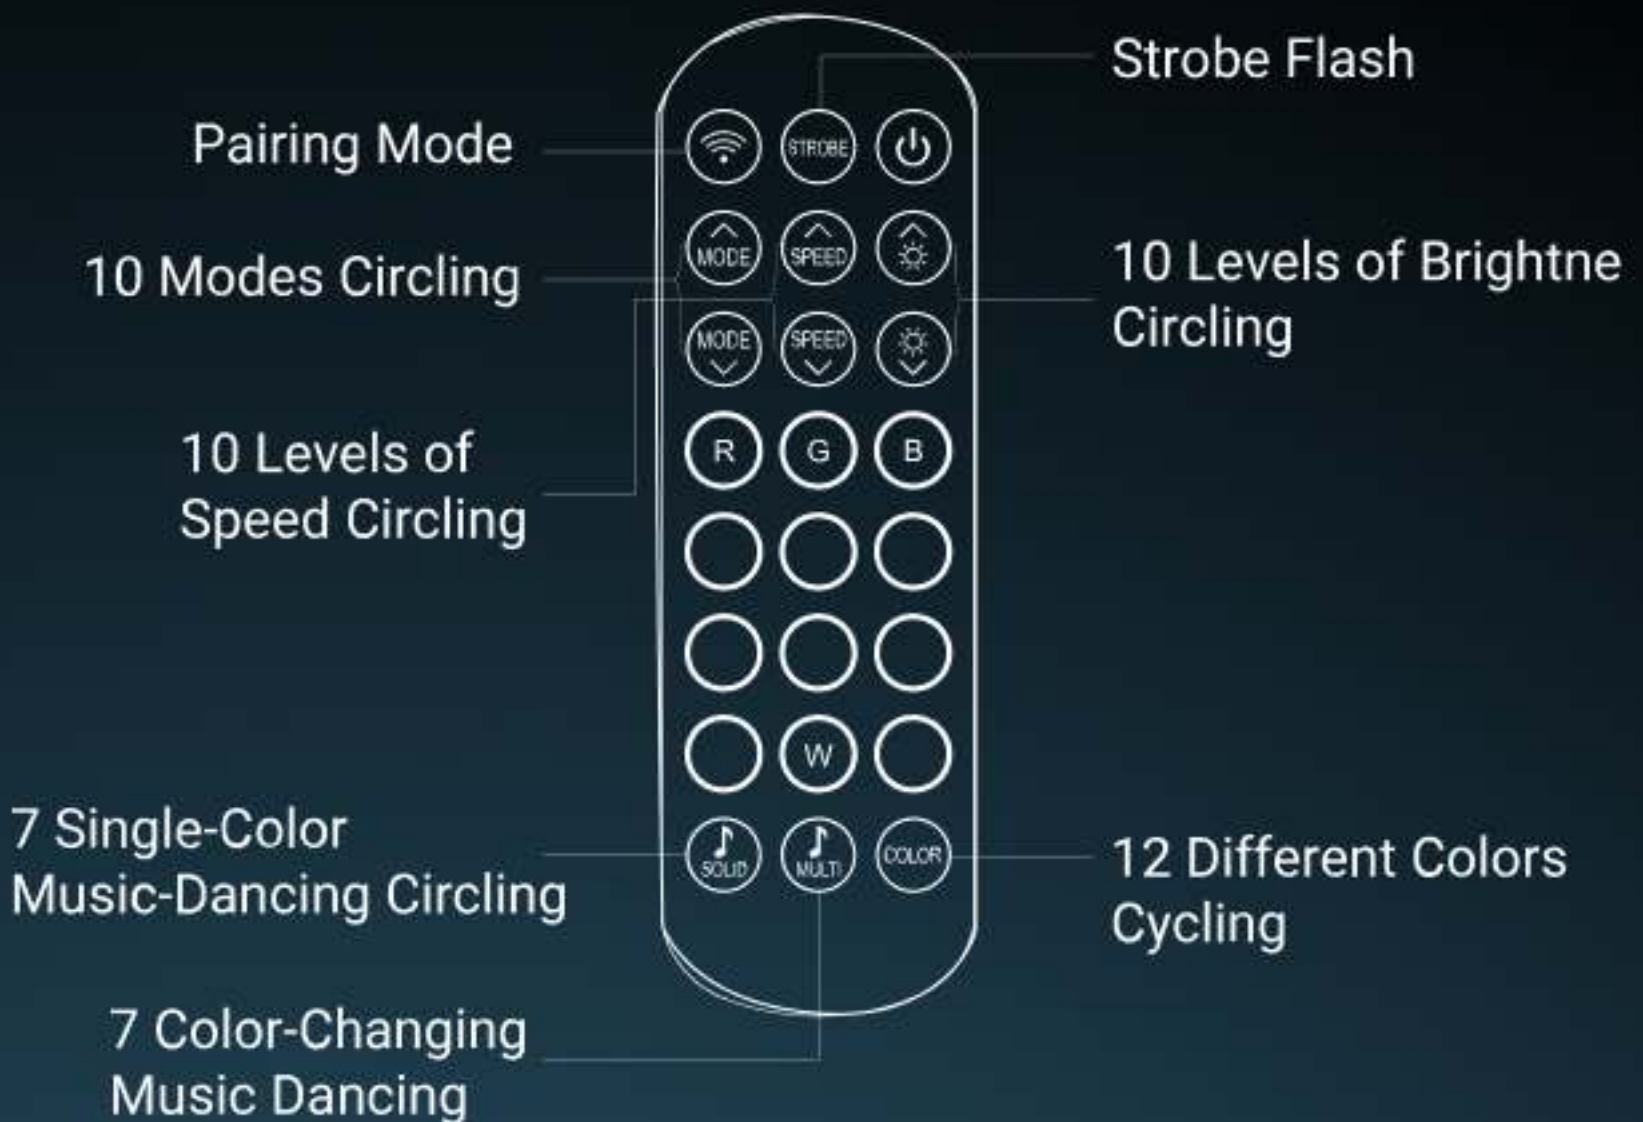 Strobe Flash
Pairing Mode
STROBE
10 Modes Circling
MODE
SPEED
10 Levels of Brightne
Circling
MODE
SPEED
10 Levels of
Speed Circling
R
G
B
W
7 Single-Color
Music-Dancing Circling
SOLID
MULTI
COLOR
12 Different Colors
Cycling
7 Color-Changing
Music Dancing